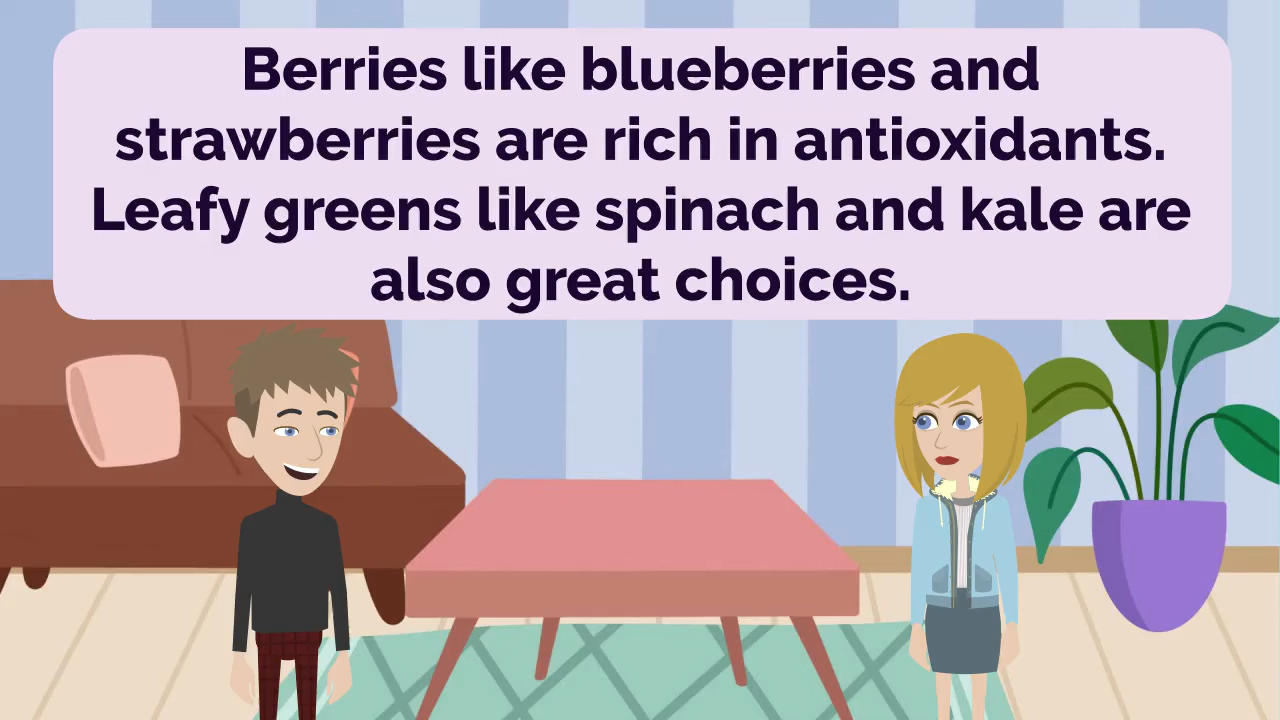 Berries like blueberries and
strawberries are rich in antioxidants.
Leafy greens like spinach and kale are
also great choices.